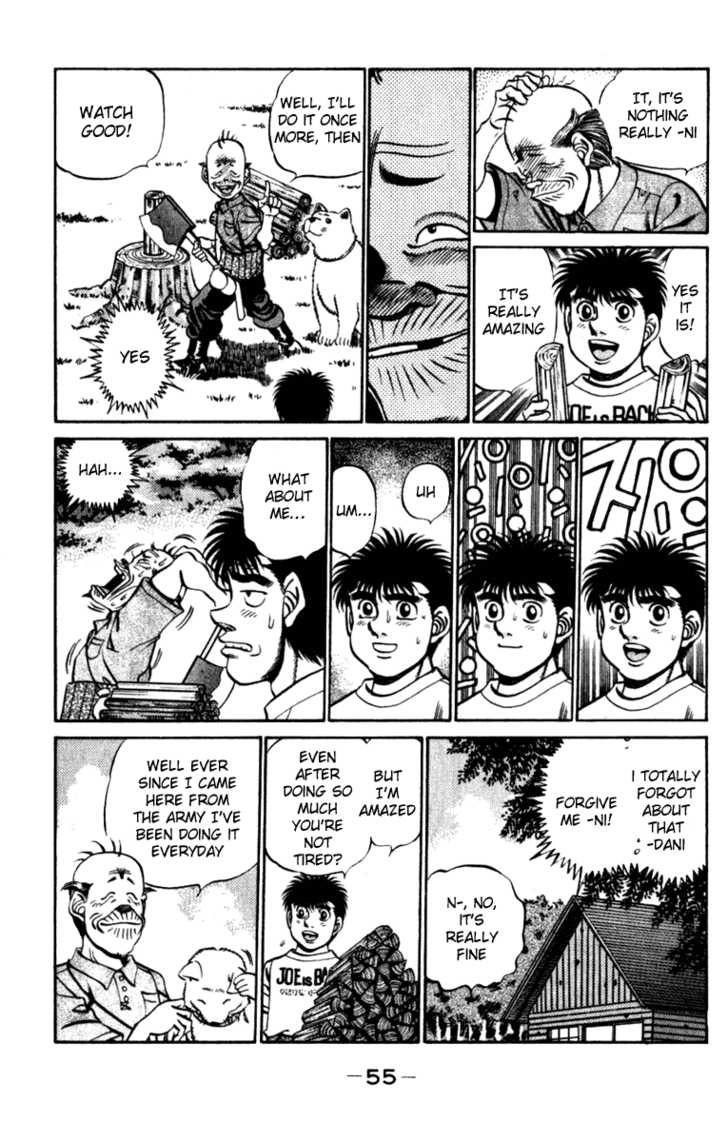 IT, IT'S
NOTHING
REALLY -NI
YES
IT
IS!
IT'S
REALLY
AMAZING
WELL, I'LL
DO IT ONCE
MORE, THEN
WATCH
GOOD!
YES
UH
UM...
WHAT
ABOUT
ME...
HAH...
I TOTALLY
FORGOT
ABOUT
THAT
-DANI
FORGIVE
ME -NI!
N-, NO,
IT'S
REALLY
FINE
BUT
I'M
AMAZED
EVEN
AFTER
DOING SO
MUCH
YOU'RE
NOT
TIRED?
JOE is BA
WELL EVER
SINCE I CAME
HERE FROM
THE ARMY I'VE
BEEN DOING IT
EVERYDAY
— 55 —